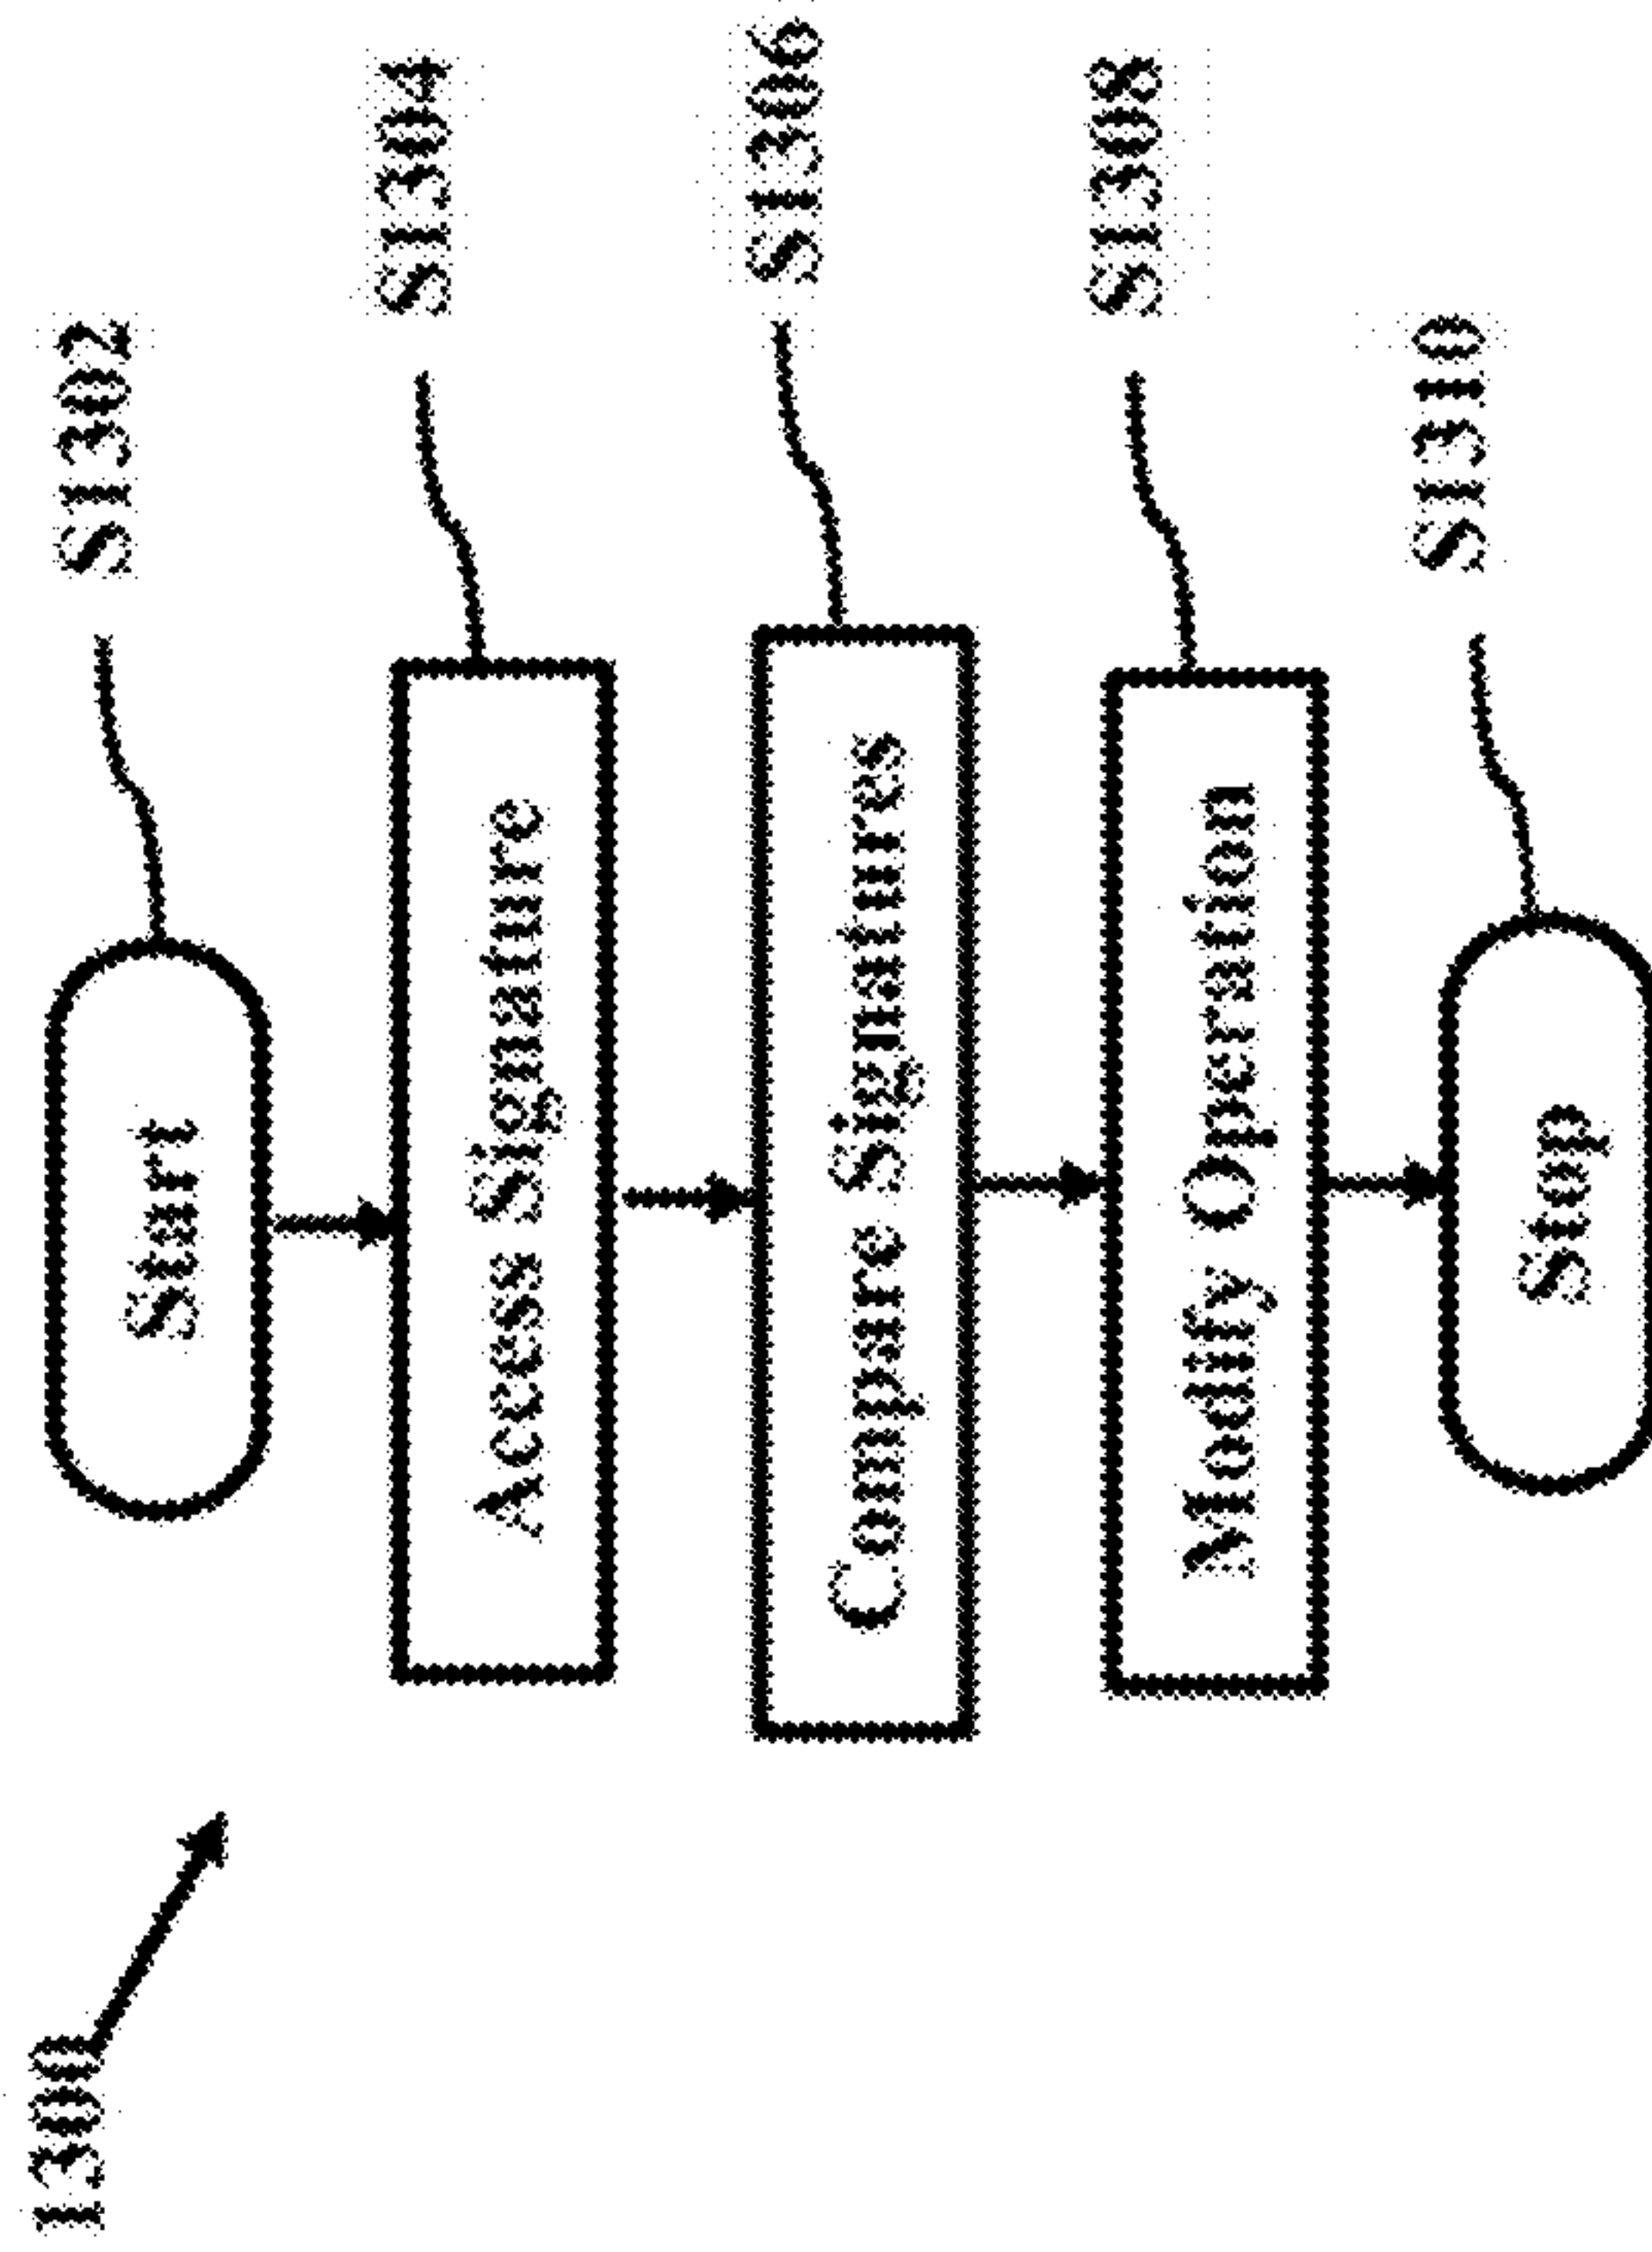 1300
Start
S1302
Access Signature
S1304
Compare Signatures
S1306
Modify Operation
S1308
Stop
S1310